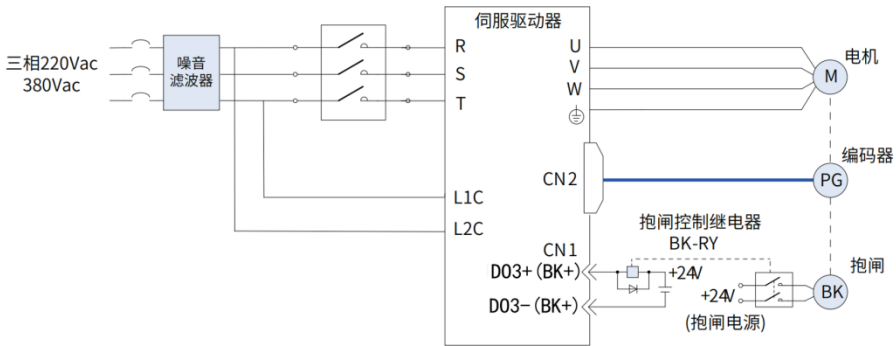 三相220Vac
380Vac
噪音
滤波器
伺服驱动器
R
S
T
L1C
L2C
U
V
W
CN2
CN1
DO3+(BK+)
DO3-(BK+)
电机
M
编码器
PG
抱闸控制继电器
BK-RY
+24V
+24V
(抱闸电源)
抱闸
BK